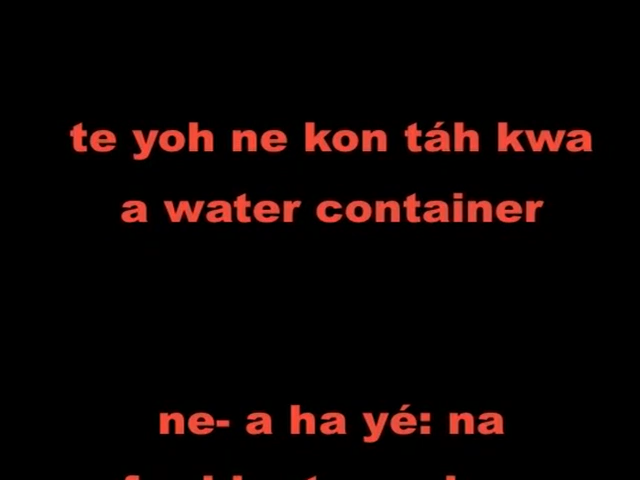 te yoh ne kon táh kwa
a water container
ne- a ha yé: na